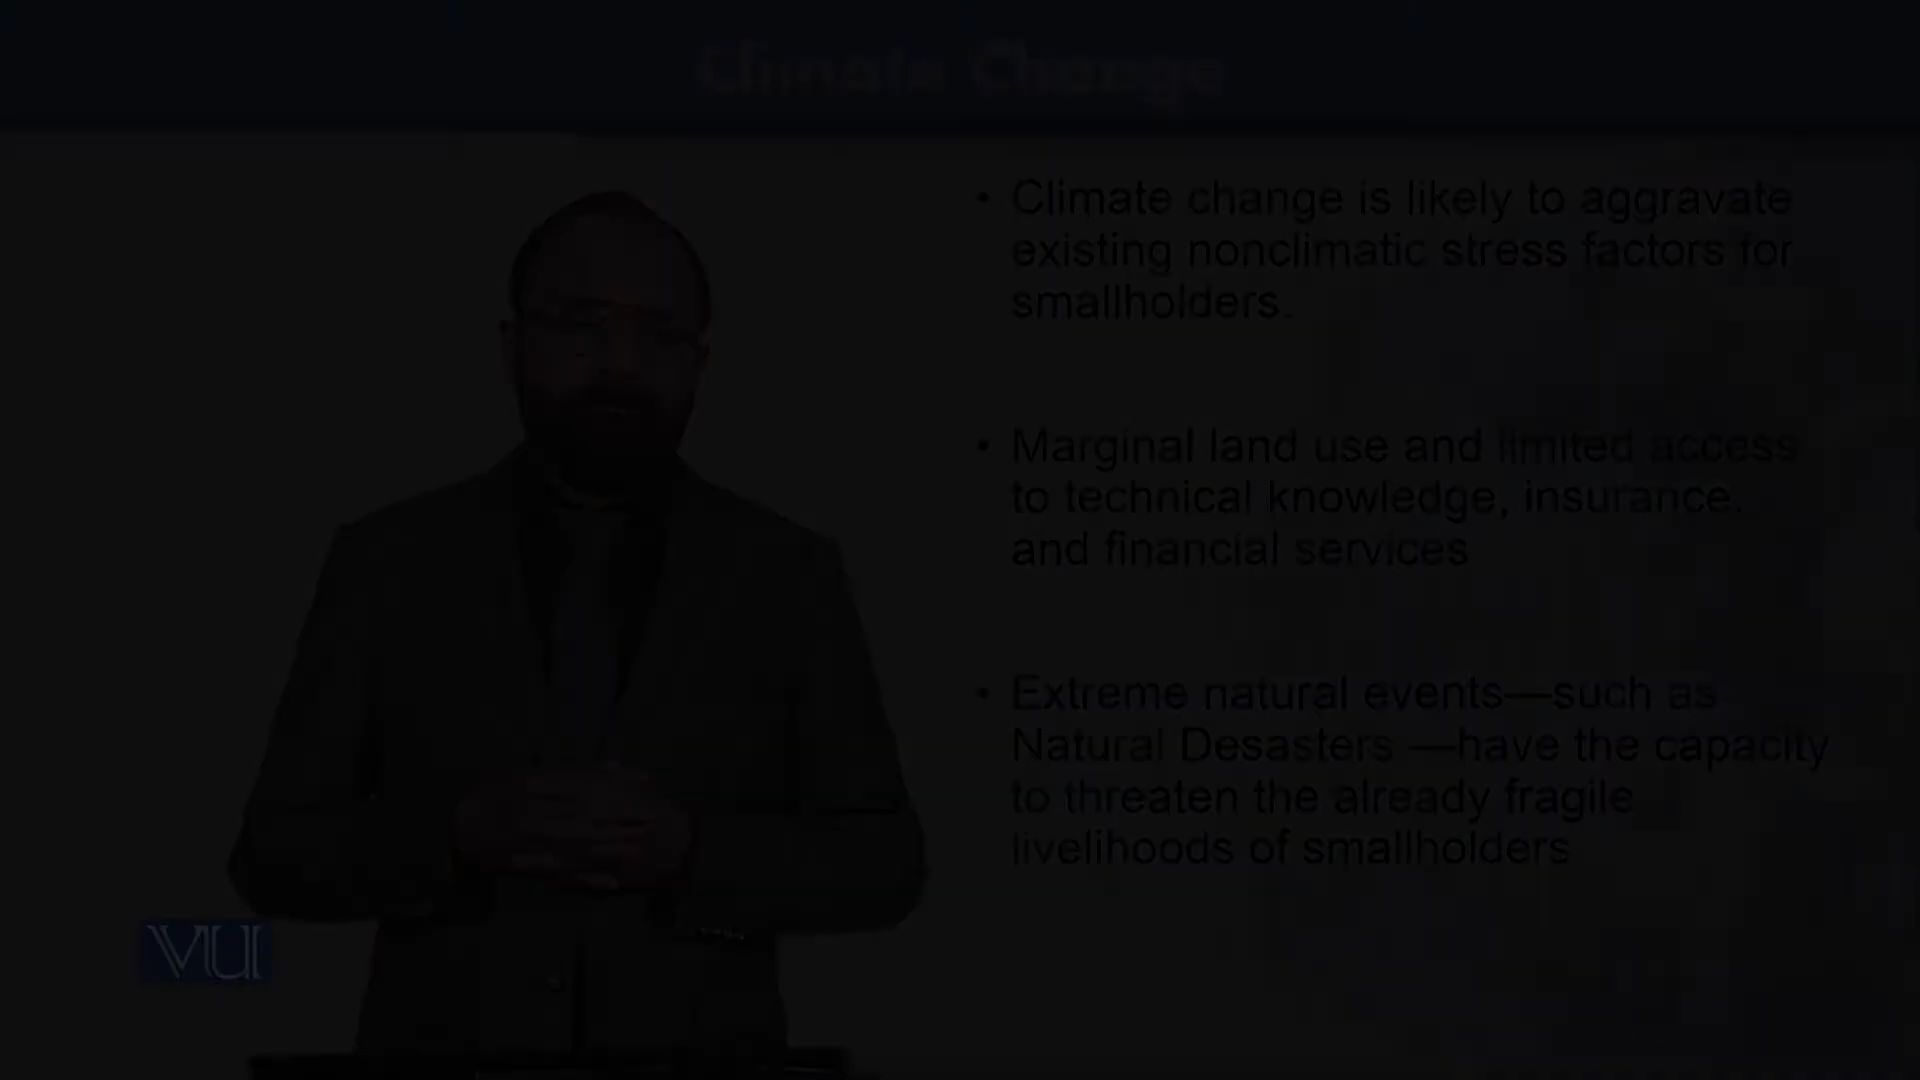 Climate Change
• Climate change is likely to aggravate
existing nonclimatic stress factors for
smallholders.
• Marginal land use and limited access
to technical knowledge, insurance,
and financial services
• Extreme natural events—such as
Natural Desasters —have the capacity
to threaten the already fragile
livelihoods of smallholders
VU